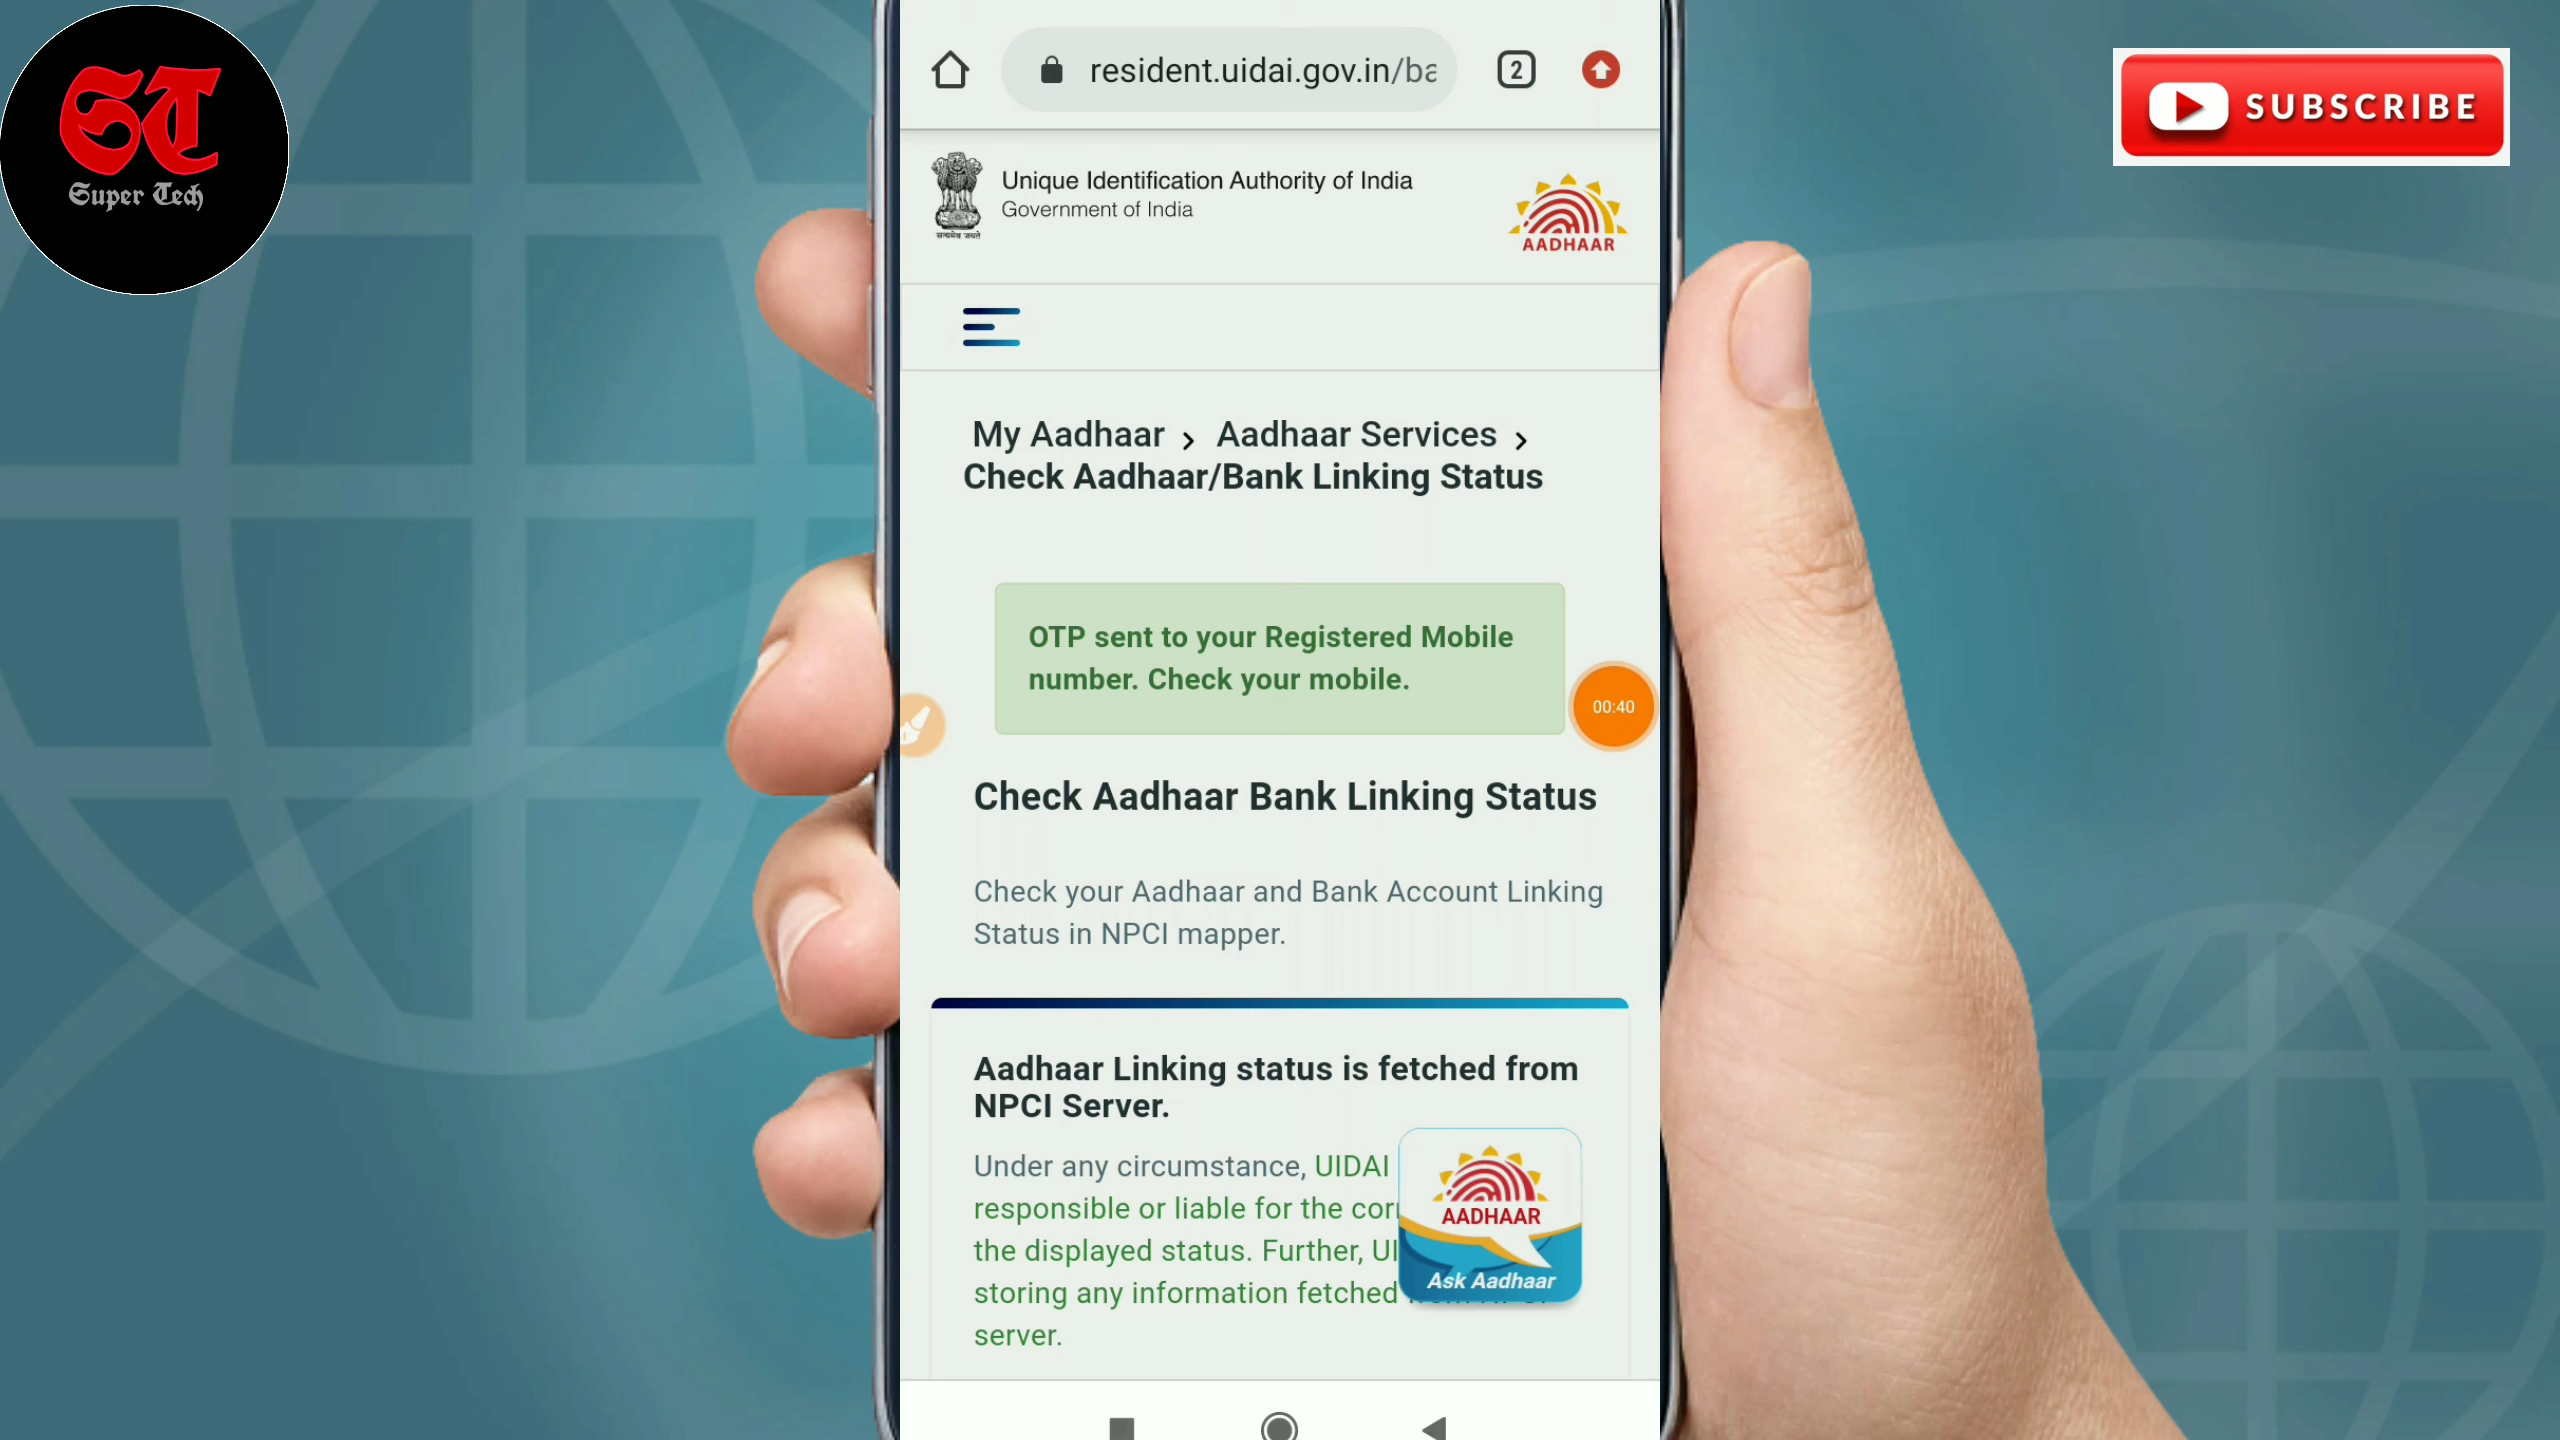 ST
Super Tech
SUBSCRIBE
resident.uidai.gov.in/ba
2
Unique Identification Authority of India
Government of India
सत्यमेव जयते
AADHAAR
My Aadhaar > Aadhaar Services >
Check Aadhaar/Bank Linking Status
OTP sent to your Registered Mobile
number. Check your mobile.
00:40
Check Aadhaar Bank Linking Status
Check your Aadhaar and Bank Account Linking
Status in NPCI mapper.
Aadhaar Linking status is fetched from
NPCI Server.
Under any circumstance, UIDAI
responsible or liable for the
the displayed status. Further,
storing any information fetched
server.
AADHAAR
Ask Aadhaar